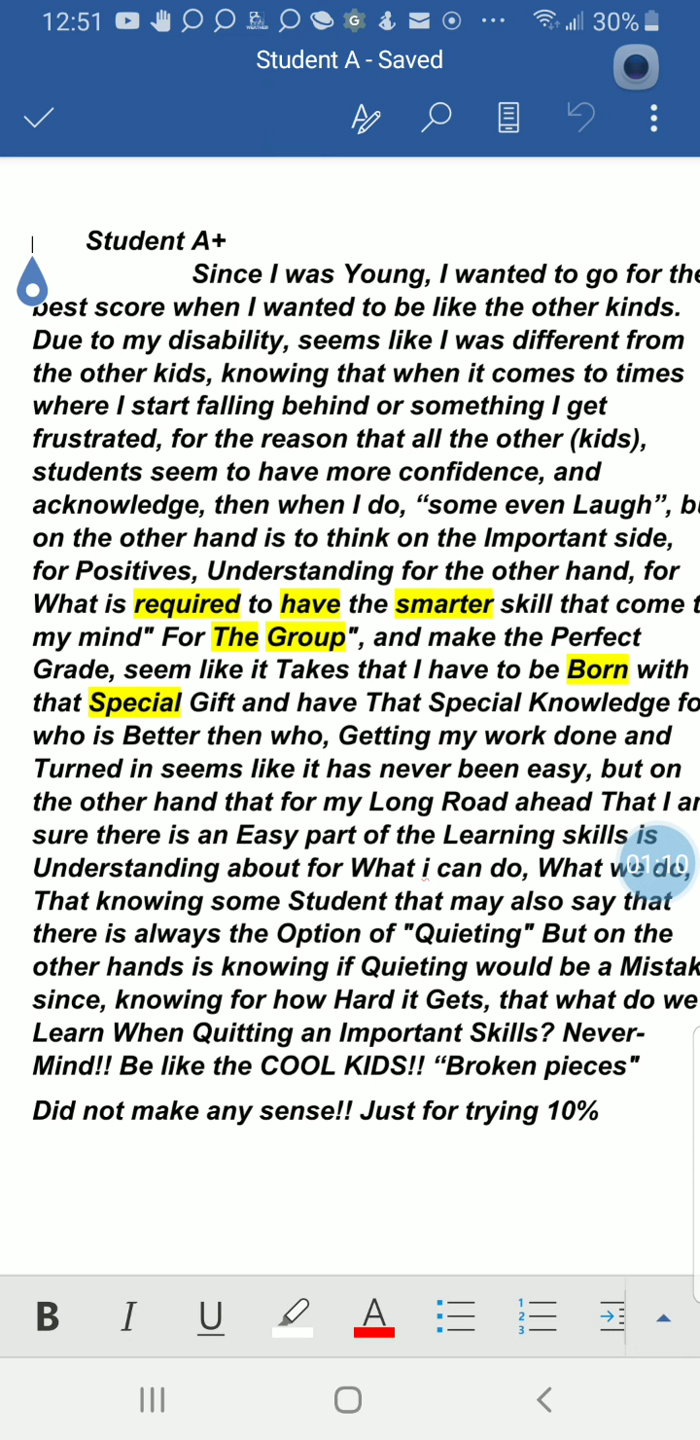 12:51
30%
Student A - Saved
Student A+
Since I was Young, I wanted to go for the
best score when I wanted to be like the other kinds.
Due to my disability, seems like I was different from
the other kids, knowing that when it comes to times
where I start falling behind or something I get
frustrated, for the reason that all the other (kids),
students seem to have more confidence, and
acknowledge, then when I do, “some even Laugh”, bu
on the other hand is to think on the Important side,
for Positives, Understanding for the other hand, for
What is required to have the smarter skill that come t
my mind" For The Group", and make the Perfect
Grade, seem like it Takes that I have to be Born with
that Special Gift and have That Special Knowledge fo
who is Better then who, Getting my work done and
Turned in seems like it has never been easy, but on
the other hand that for my Long Road ahead That I ar
sure there is an Easy part of the Learning skills is
Understanding about for What i can do, What we do,
01:10
That knowing some Student that may also say that
there is always the Option of "Quieting" But on the
other hands is knowing if Quieting would be a Mistak
since, knowing for how Hard it Gets, that what do we
Learn When Quitting an Important Skills? Never-
Mind!! Be like the COOL KIDS!! “Broken pieces"
Did not make any sense!! Just for trying 10%
B I U A